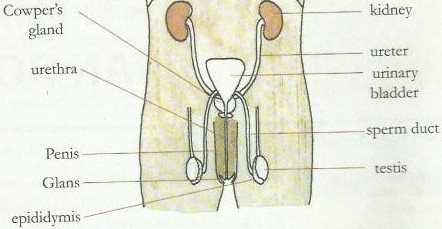 Cowper's
gland
urethra
Penis
Glans
epididymis
kidney
ureter
urinary
bladder
sperm duct
testis